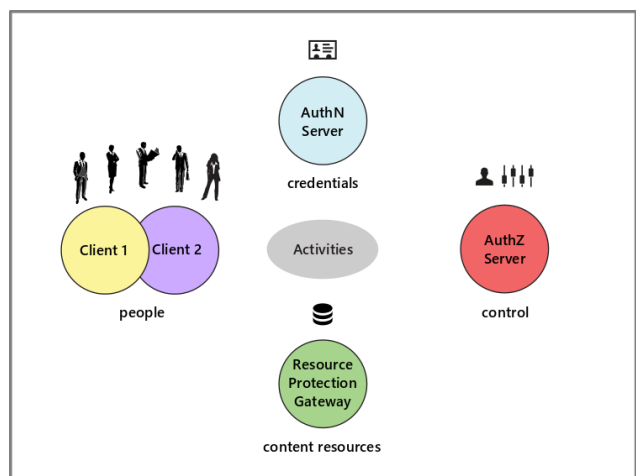 AuthN
Server
credentials
Client 1
Client 2
people
Activities
AuthZ
Server
control
Resource
Protection
Gateway
content resources